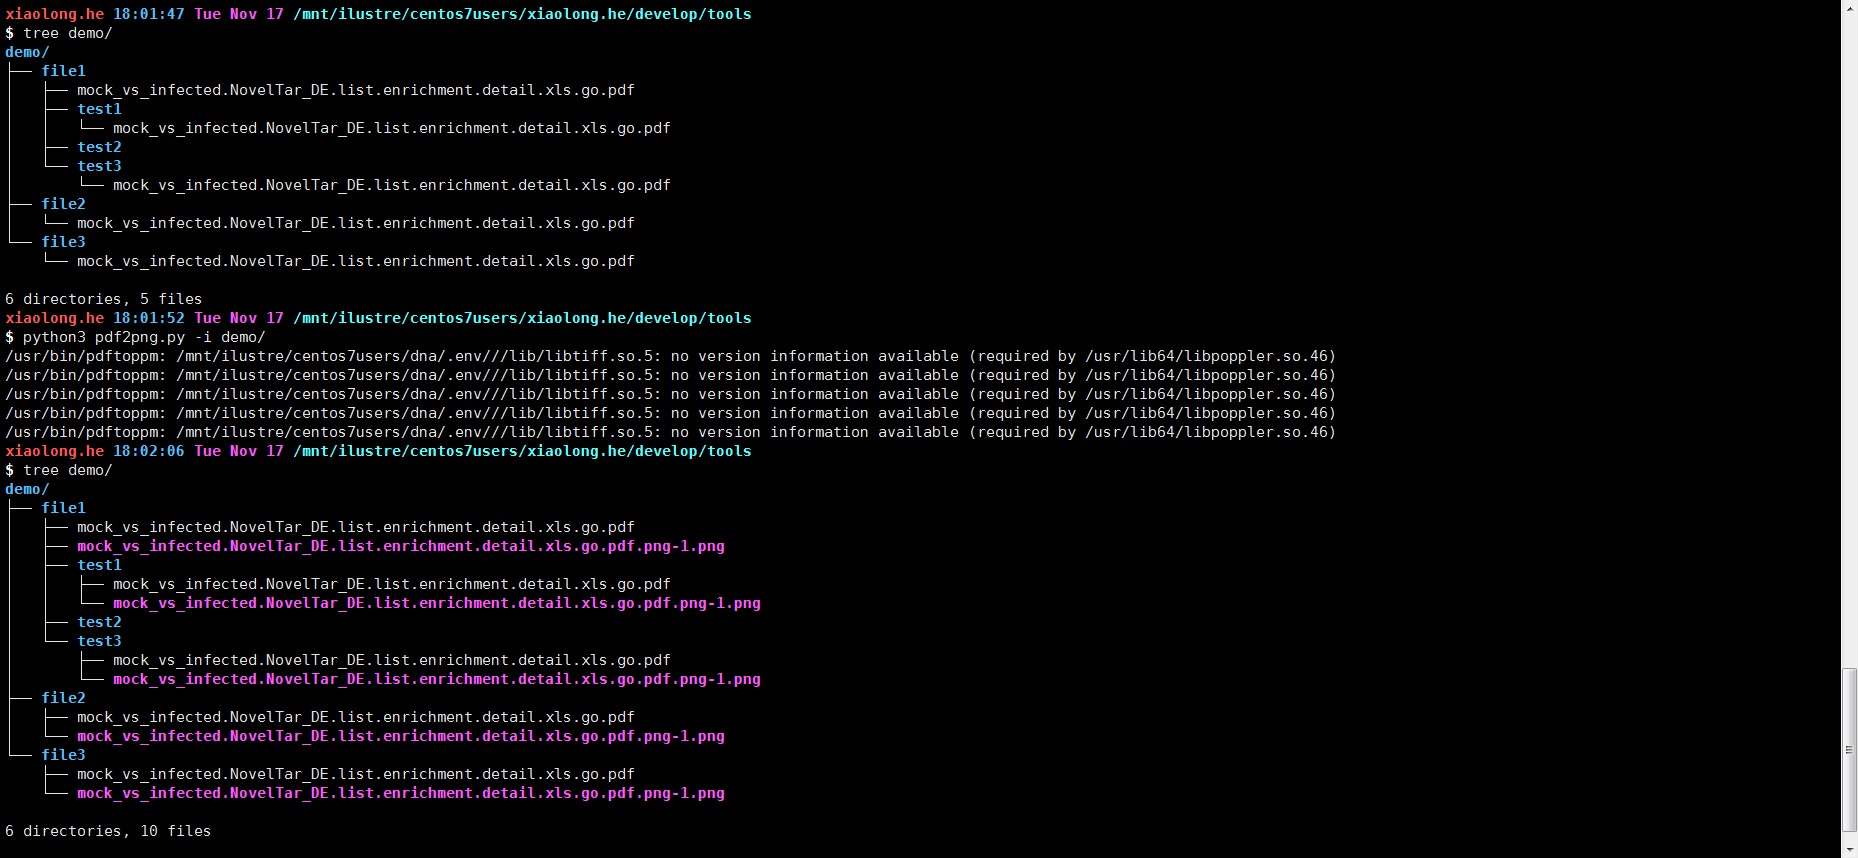 xiaolong.he 18:01:47 Tue Nov 17 /mnt/ilustre/centos7users/xiaolong.he/develop/tools
$ tree demo/
demo/
├── file1
│   ├── mock_vs_infected.NovelTar_DE.list.enrichment.detail.xls.go.pdf
│   ├── test1
│   │   └── mock_vs_infected.NovelTar_DE.list.enrichment.detail.xls.go.pdf
│   ├── test2
│   └── test3
│       └── mock_vs_infected.NovelTar_DE.list.enrichment.detail.xls.go.pdf
├── file2
│   └── mock_vs_infected.NovelTar_DE.list.enrichment.detail.xls.go.pdf
└── file3
    └── mock_vs_infected.NovelTar_DE.list.enrichment.detail.xls.go.pdf
6 directories, 5 files
xiaolong.he 18:01:52 Tue Nov 17 /mnt/ilustre/centos7users/xiaolong.he/develop/tools
$ python3 pdf2png.py -i demo/
/usr/bin/pdftoppm: /mnt/ilustre/centos7users/dna/.env///lib/libtiff.so.5: no version information available (required by /usr/lib64/libpoppler.so.46)
/usr/bin/pdftoppm: /mnt/ilustre/centos7users/dna/.env///lib/libtiff.so.5: no version information available (required by /usr/lib64/libpoppler.so.46)
/usr/bin/pdftoppm: /mnt/ilustre/centos7users/dna/.env///lib/libtiff.so.5: no version information available (required by /usr/lib64/libpoppler.so.46)
/usr/bin/pdftoppm: /mnt/ilustre/centos7users/dna/.env///lib/libtiff.so.5: no version information available (required by /usr/lib64/libpoppler.so.46)
/usr/bin/pdftoppm: /mnt/ilustre/centos7users/dna/.env///lib/libtiff.so.5: no version information available (required by /usr/lib64/libpoppler.so.46)
xiaolong.he 18:02:06 Tue Nov 17 /mnt/ilustre/centos7users/xiaolong.he/develop/tools
$ tree demo/
demo/
├── file1
│   ├── mock_vs_infected.NovelTar_DE.list.enrichment.detail.xls.go.pdf
│   ├── mock_vs_infected.NovelTar_DE.list.enrichment.detail.xls.go.pdf.png-1.png
│   ├── test1
│   │   ├── mock_vs_infected.NovelTar_DE.list.enrichment.detail.xls.go.pdf
│   │   └── mock_vs_infected.NovelTar_DE.list.enrichment.detail.xls.go.pdf.png-1.png
│   ├── test2
│   └── test3
│       ├── mock_vs_infected.NovelTar_DE.list.enrichment.detail.xls.go.pdf
│       └── mock_vs_infected.NovelTar_DE.list.enrichment.detail.xls.go.pdf.png-1.png
├── file2
│   ├── mock_vs_infected.NovelTar_DE.list.enrichment.detail.xls.go.pdf
│   └── mock_vs_infected.NovelTar_DE.list.enrichment.detail.xls.go.pdf.png-1.png
└── file3
    ├── mock_vs_infected.NovelTar_DE.list.enrichment.detail.xls.go.pdf
    └── mock_vs_infected.NovelTar_DE.list.enrichment.detail.xls.go.pdf.png-1.png
6 directories, 10 files